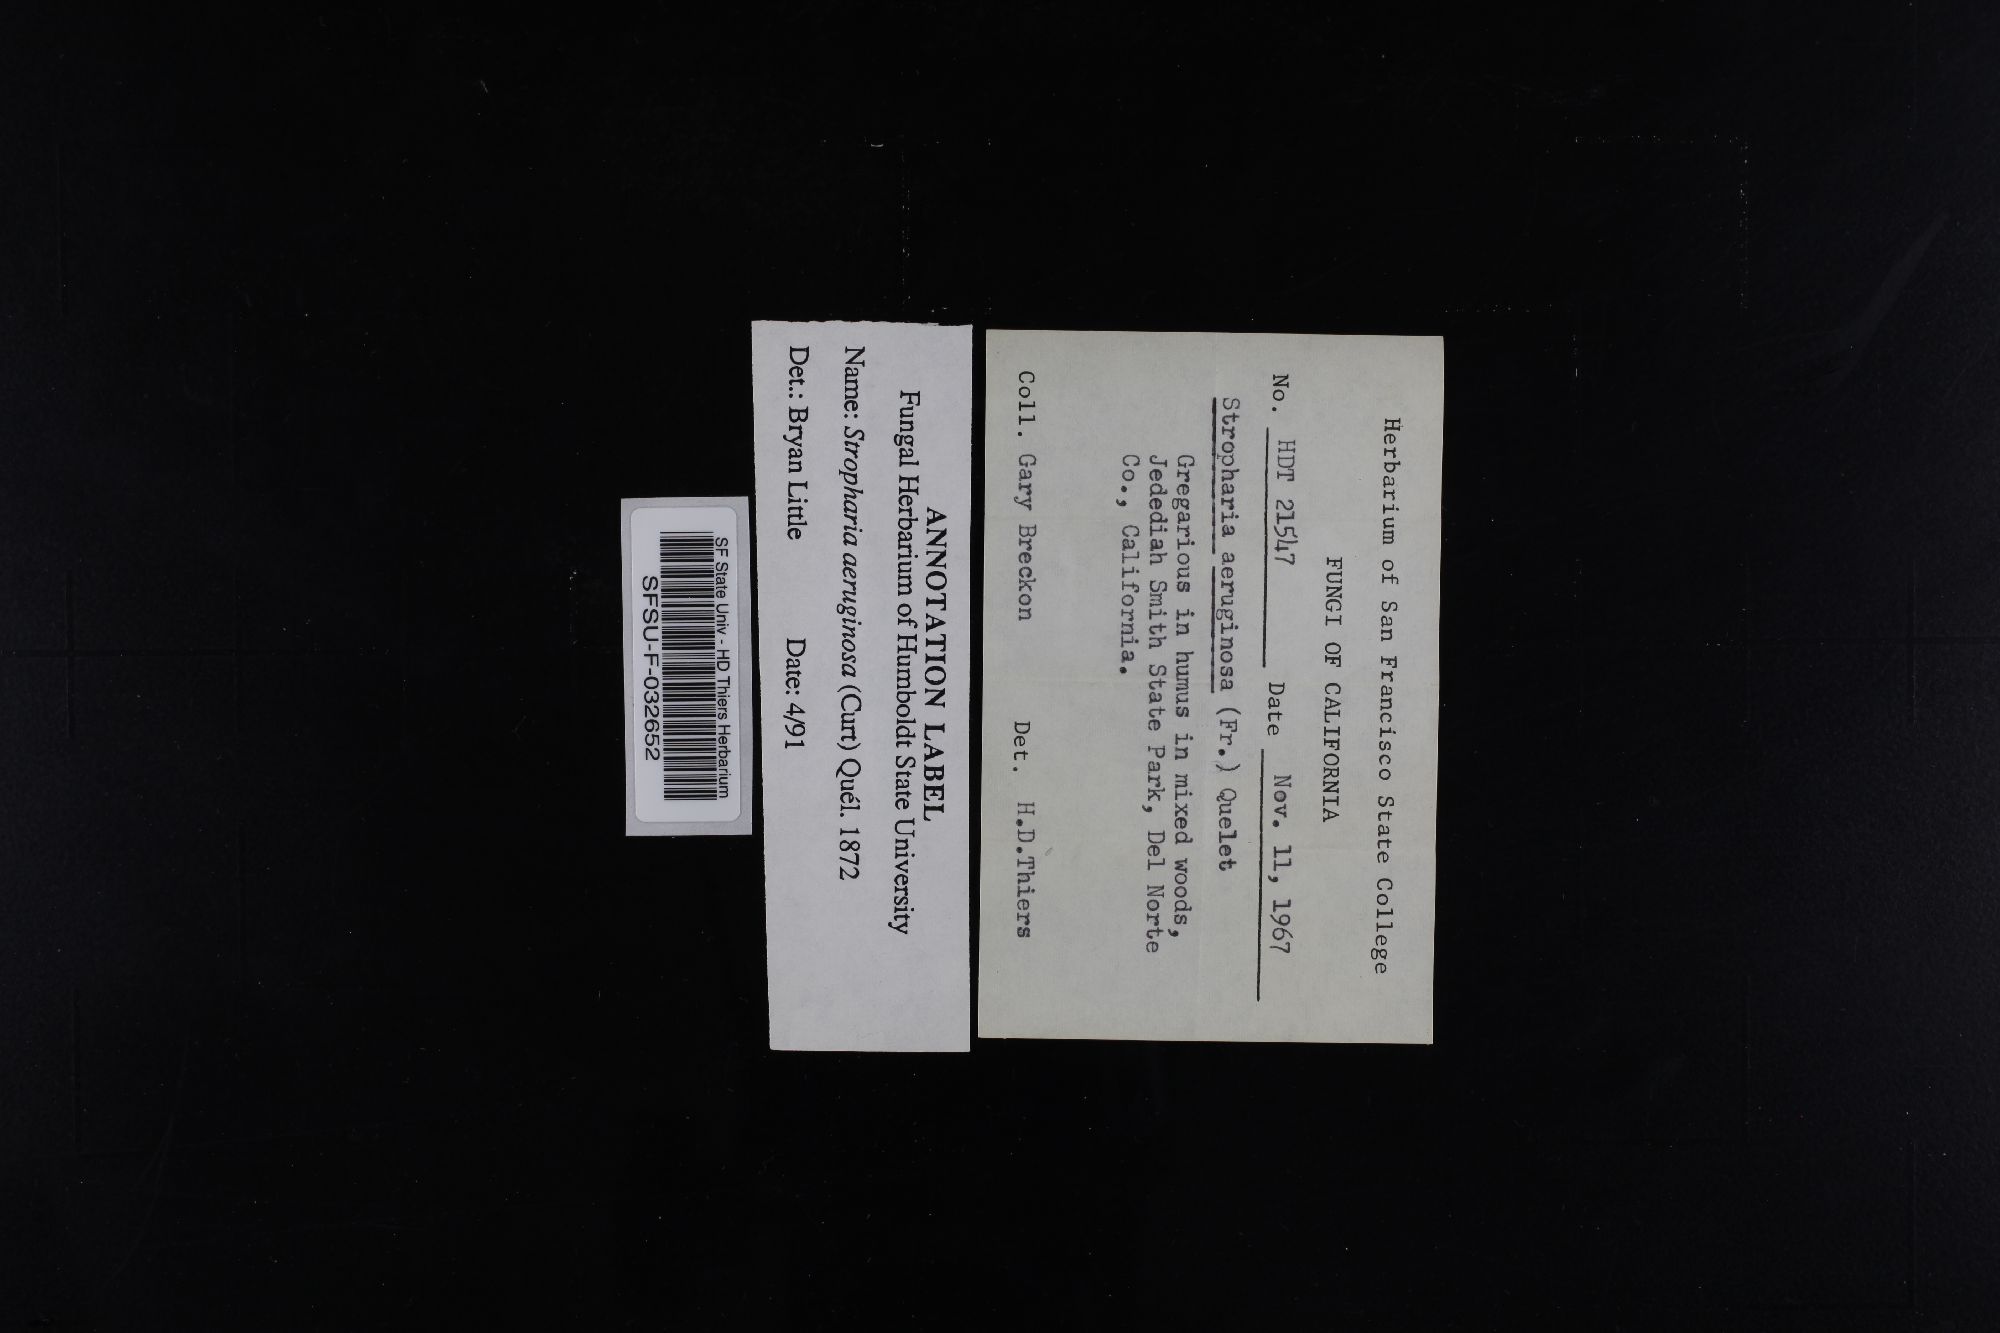 Herbarium of San Francisco State College
FUNGI OF CALIFORNIA
No. HDT 21547 Date Nov. 11, 1967
Stropharia aeruginosa (Fr.) Quelet
Gregarious in humus in mixed woods,
Jedediah Smith State Park, Del Norte
Co., California.
Coll. Gary Breckon Det. H.D.Thiers
ANNOTATION LABEL
Fungal Herbarium of Humboldt State University
Name: Stropharia aeruginosa (Curt) Quél. 1872
Det.: Bryan Little Date: 4/91
SF State Univ - HD Thiers Herbarium
SFSU-F-032652